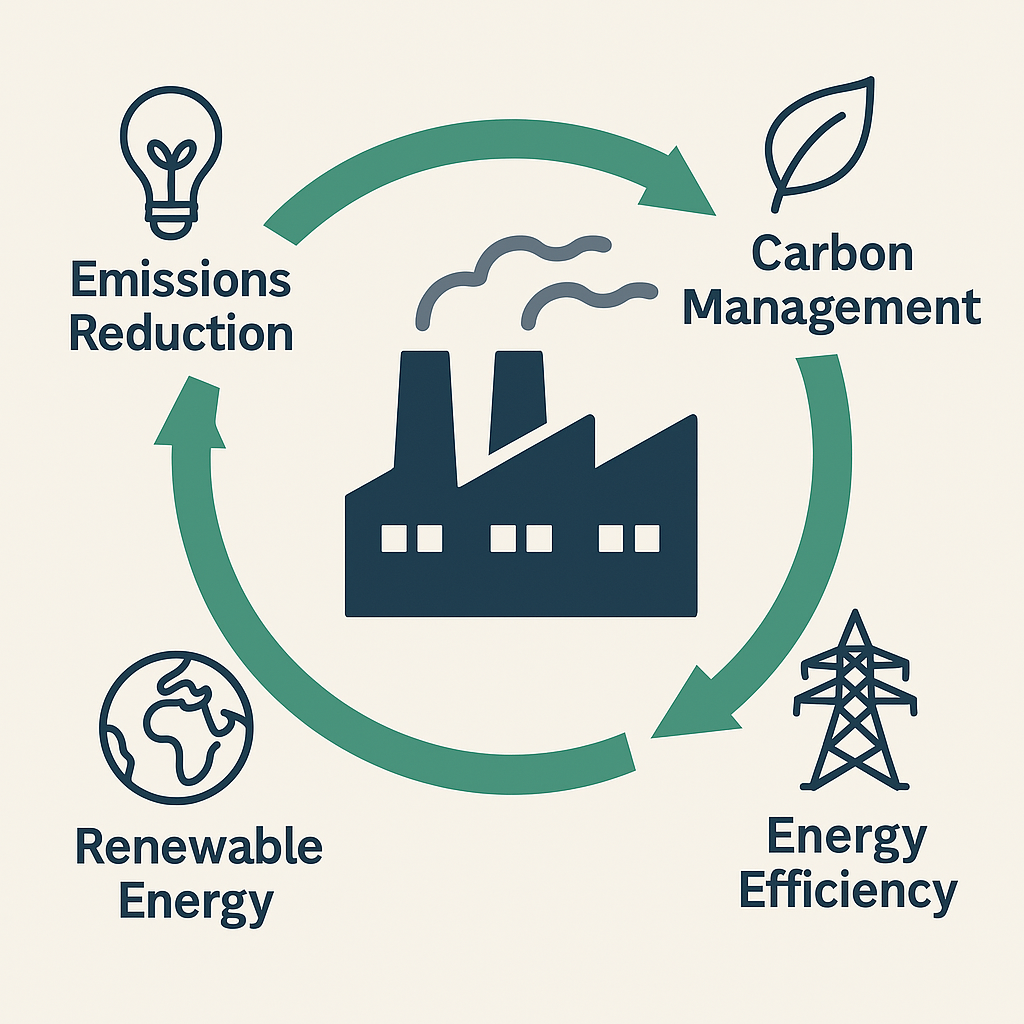 Emissions
Reduction
Carbon
Management
Renewable
Energy
Energy
Efficiency